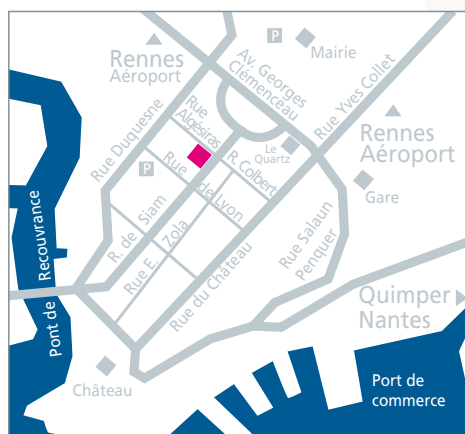 P
Mairie
Rennes
Aéroport
Av. Georges
Clémenceau
Rue Yves Collet
Rue Duquesne
Rue
Algésiras
Rennes
Aéroport
Le
Quartz
R. Colbert
P
Rue de Lyon
Gare
R. de Siam
Rue E. Zola
Rue Salaun
Penquer
Rue du Château
Pont de Recouvrance
Quimper
Nantes
Château
Port de
commerce